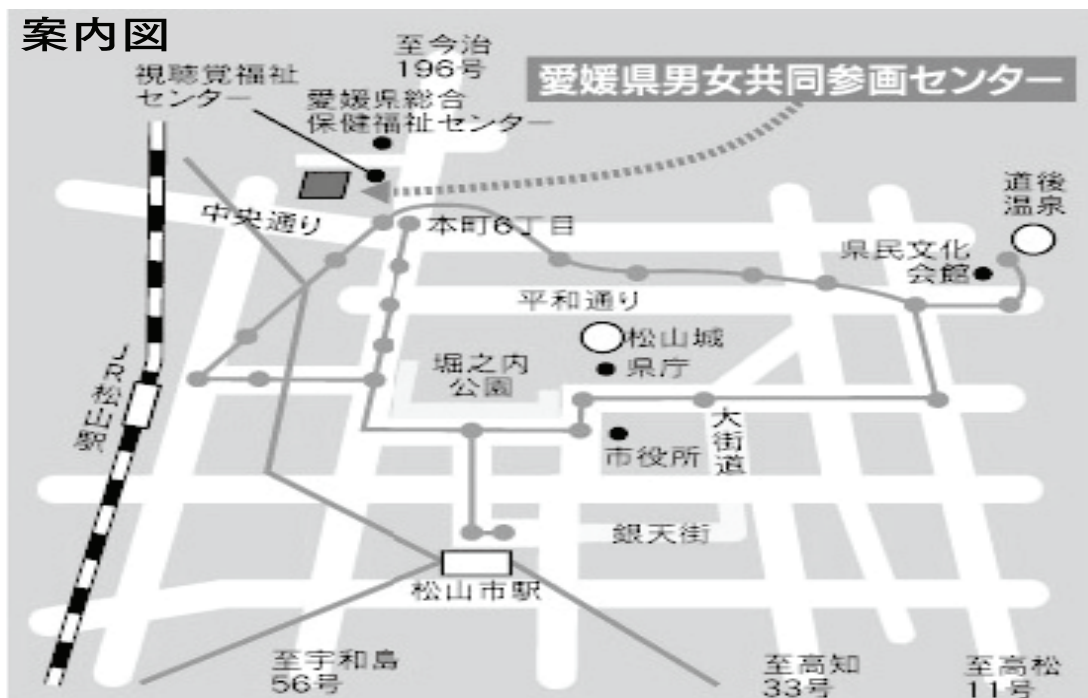 案内図
至今治
196号
愛媛県男女共同参画センター
視聴覚福祉
センター
愛媛県総合
保健福祉センター
道後
温泉
中央通り
本町6丁目
県民文化
会館
平和通り
松山城
県庁
堀之内
公園
JR松山駅
大街道
市役所
銀天街
松山市駅
至宇和島
56号
至高知
33号
至高松
11号